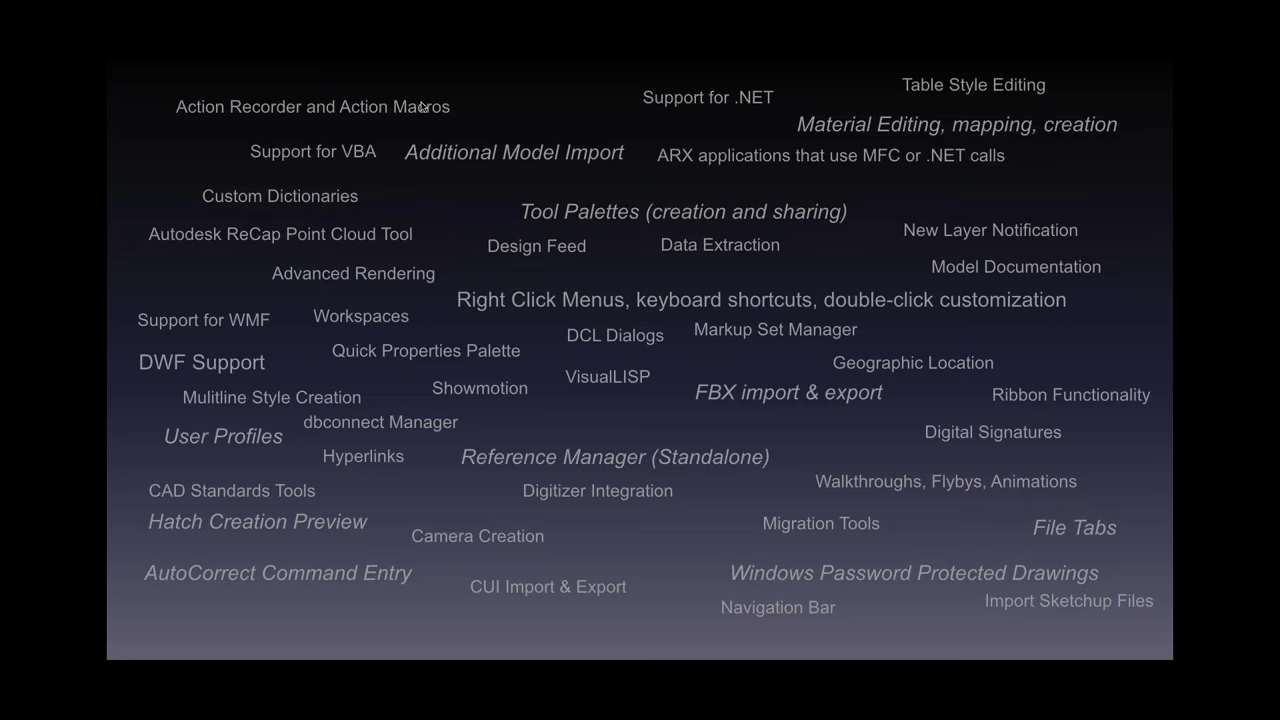 Table Style Editing
Support for .NET
Action Recorder and Action Macros
Material Editing, mapping, creation
Support for VBA
Additional Model Import
ARX applications that use MFC or .NET calls
Custom Dictionaries
Tool Palettes (creation and sharing)
Autodesk ReCap Point Cloud Tool
New Layer Notification
Design Feed
Data Extraction
Advanced Rendering
Model Documentation
Right Click Menus, keyboard shortcuts, double-click customization
Support for WMF
Workspaces
DCL Dialogs
Markup Set Manager
DWF Support
Quick Properties Palette
Geographic Location
VisualLISP
Mulitline Style Creation
Showmotion
FBX import & export
Ribbon Functionality
dbconnect Manager
User Profiles
Digital Signatures
Hyperlinks
Reference Manager (Standalone)
CAD Standards Tools
Digitizer Integration
Walkthroughs, Flybys, Animations
Hatch Creation Preview
Camera Creation
Migration Tools
File Tabs
AutoCorrect Command Entry
CUI Import & Export
Windows Password Protected Drawings
Navigation Bar
Import Sketchup Files